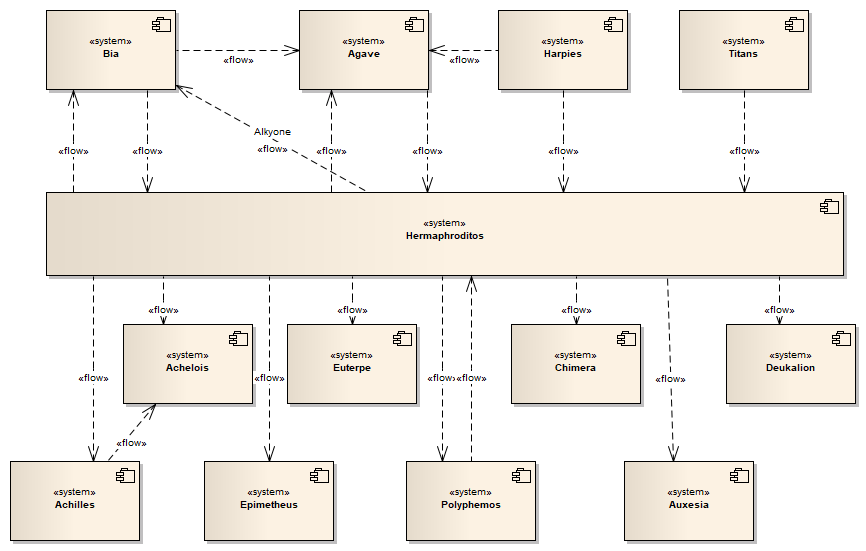 «system»
Bia
«system»
Agave
«system»
Harpies
«system»
Titans
«flow»
«flow»
Alkyone
«flow»
«flow»
«flow»
«flow»
«flow»
«flow»
«flow»
«system»
Hermaphroditos
«flow»
«flow»
«flow»
«flow»
«system»
Achelois
«system»
Euterpe
«system»
Chimera
«system»
Deukalion
«flow»
«flow»
«flow»
«flow»
«flow»
«flow»
«system»
Achilles
«system»
Epimetheus
«system»
Polyphemos
«system»
Auxesia